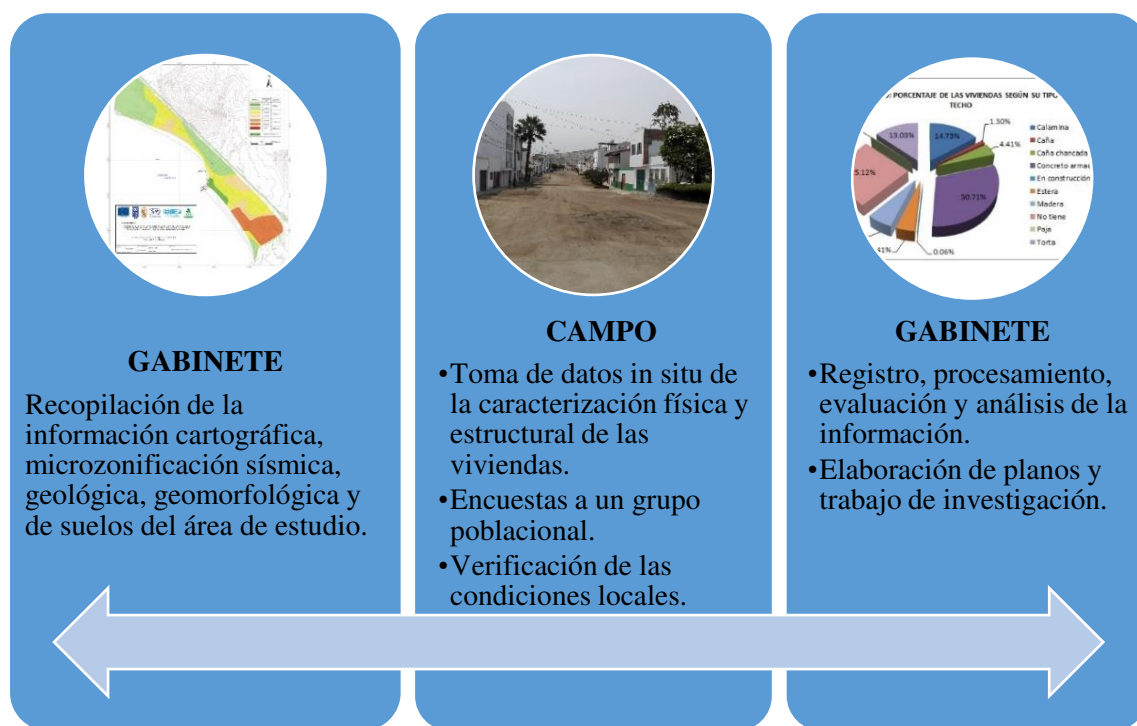 GABINETE
Recopilación de la
información cartográfica,
microzonificación sísmica,
geológica, geomorfológica y
de suelos del área de estudio.
CAMPO
•Toma de datos in situ de
la caracterización física y
estructural de las
viviendas.
•Encuestas a un grupo
poblacional.
•Verificación de las
condiciones locales.
: PORCENTAJE DE LAS VIVIENDAS SEGÚN SU TIPO
TECHO
13.03%
14.73%
1.30%
4.41%
5.12%
30.71%
41%
0.06%
Calamina
Caña
Caña chancada
Concreto armad
En construcción
Estera
Madera
No tiene
Paja
Torta
GABINETE
•Registro, procesamiento,
evaluación y análisis de la
información.
•Elaboración de planos y
trabajo de investigación.